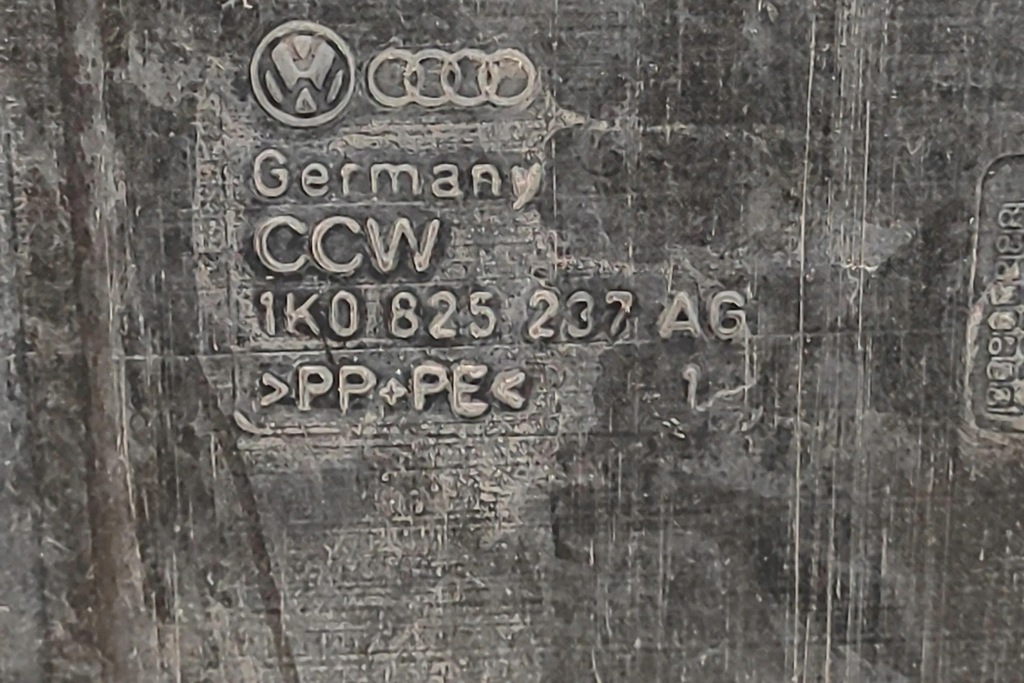 Germany
CCW
1K0 825 237 AG
>PP+PE< 1